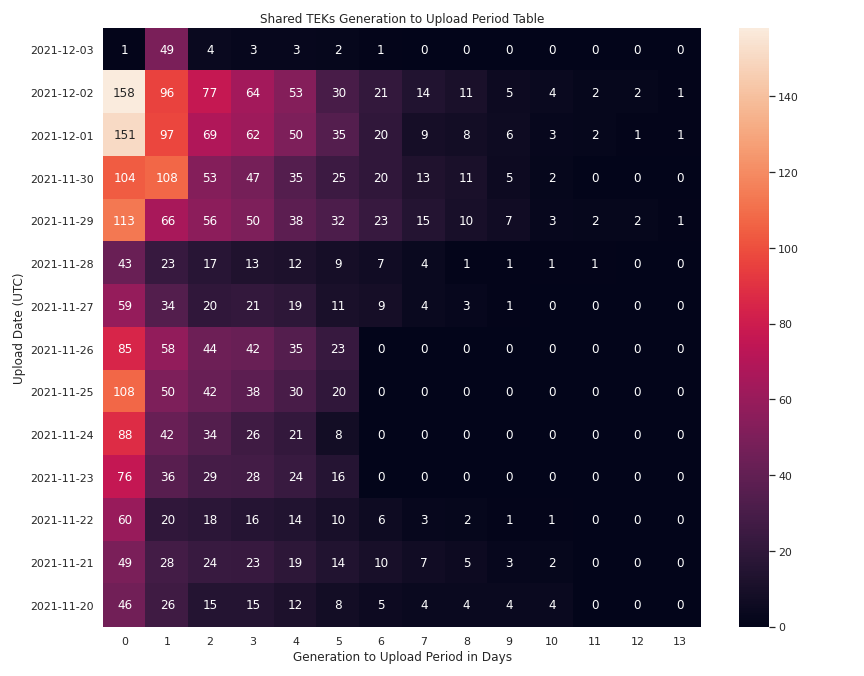 Shared TEKs Generation to Upload Period Table
Upload Date (UTC)
2021-12-03 1 49 4 3 3 2 1 0 0 0 0 0 0 0
2021-12-02 158 96 77 64 53 30 21 14 11 5 4 2 2 1
2021-12-01 151 97 69 62 50 35 20 9 8 6 3 2 1 1
2021-11-30 104 108 53 47 35 25 20 13 11 5 2 0 0 0
2021-11-29 113 66 56 50 38 32 23 15 10 7 3 2 2 1
2021-11-28 43 23 17 13 12 9 7 4 1 1 1 1 0 0
2021-11-27 59 34 20 21 19 11 9 4 3 1 0 0 0 0
2021-11-26 85 58 44 42 35 23 0 0 0 0 0 0 0 0
2021-11-25 108 50 42 38 30 20 0 0 0 0 0 0 0 0
2021-11-24 88 42 34 26 21 8 0 0 0 0 0 0 0 0
2021-11-23 76 36 29 28 24 16 0 0 0 0 0 0 0 0
2021-11-22 60 20 18 16 14 10 6 3 2 1 1 0 0 0
2021-11-21 49 28 24 23 19 14 10 7 5 3 2 0 0 0
2021-11-20 46 26 15 15 12 8 5 4 4 4 4 0 0 0
0 1 2 3 4 5 6 7 8 9 10 11 12 13
Generation to Upload Period in Days
140
120
100
80
60
40
20
0